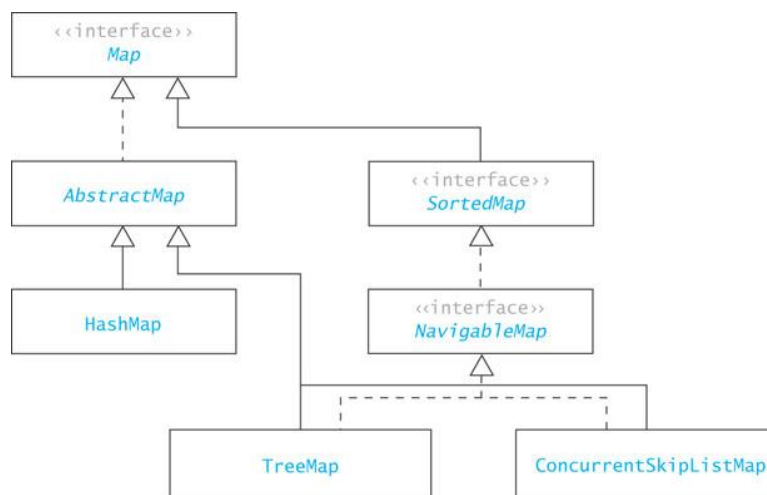 ‹‹interface››
Map
AbstractMap
‹‹interface››
SortedMap
HashMap
‹‹interface››
NavigableMap
TreeMap
ConcurrentSkipListMap